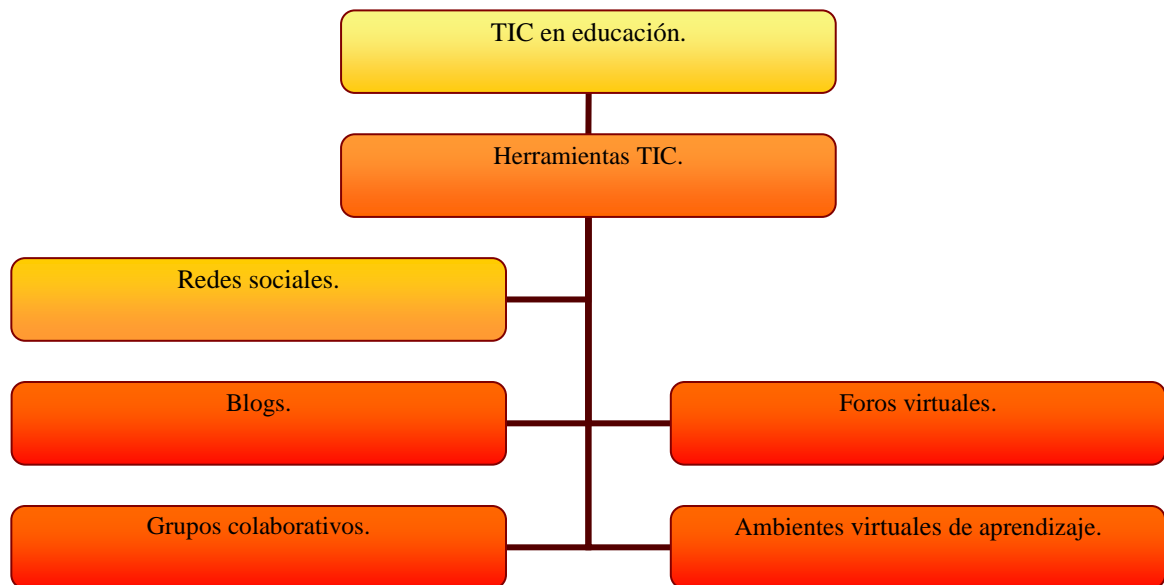 TIC en educación.
Herramientas TIC.
Redes sociales.
Blogs.
Foros virtuales.
Grupos colaborativos.
Ambientes virtuales de aprendizaje.